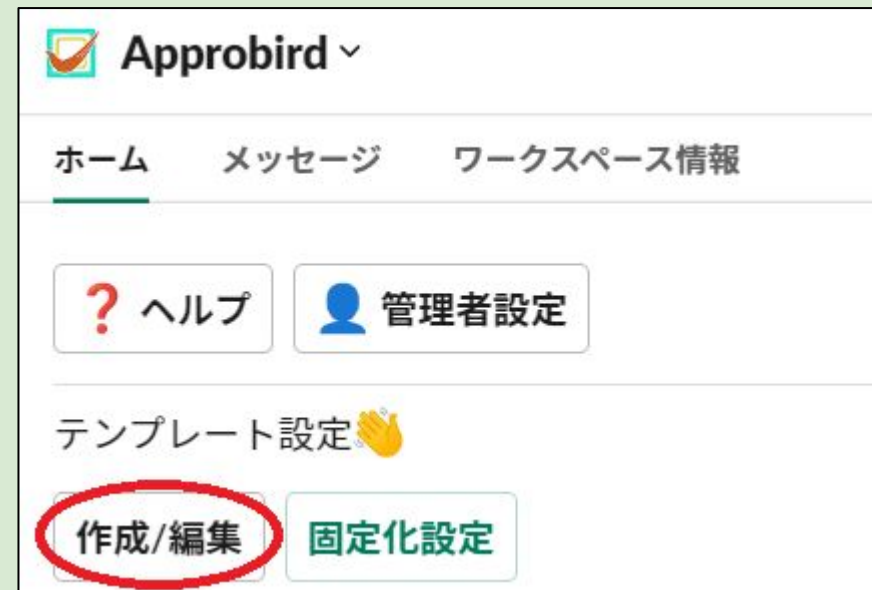 Approbird
ホーム メッセージ ワークスペース情報
❓ ヘルプ 👤 管理者設定
テンプレート設定👋
作成/編集 固定化設定